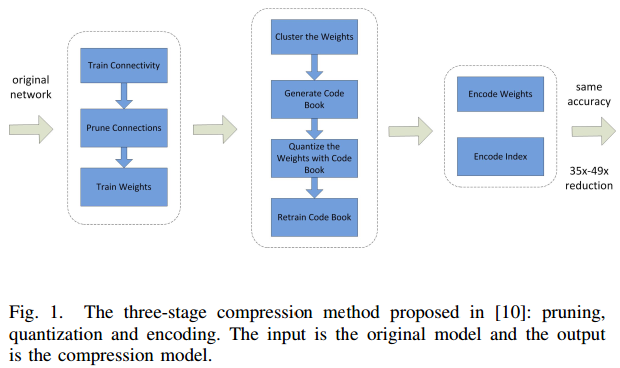 original
network
Train Connectivity
Prune Connections
Train Weights
Cluster the Weights
Generate Code
Book
Quantize the
Weights with Code
Book
Retrain Code Book
Encode Weights
Encode Index
same
accuracy
35x-49x
reduction
Fig. 1. The three-stage compression method proposed in [10]: pruning,
quantization and encoding. The input is the original model and the output
is the compression model.